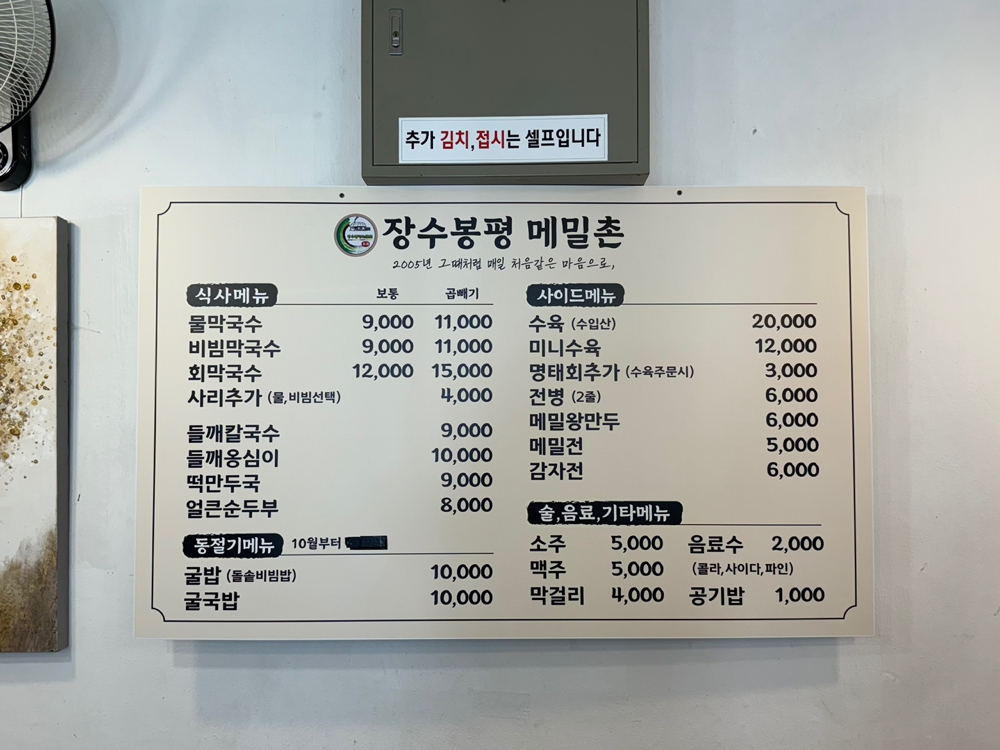 추가 김치,접시는 셀프입니다
장수봉평 메밀촌
2005년 그때처럼 매일 처음같은 마음으로,
식사메뉴 보통 곱빼기
물막국수 9,000 11,000
비빔막국수 9,000 11,000
회막국수 12,000 15,000
사리추가 (물,비빔선택) 4,000
들깨칼국수 9,000
들깨옹심이 10,000
떡만두국 9,000
얼큰순두부 8,000
동절기메뉴 10월부터
굴밥 (돌솥비빔밥) 10,000
굴국밥 10,000
사이드메뉴
수육 (수입산) 20,000
미니수육 12,000
명태회추가 (수육주문시) 3,000
전병 (2줄) 6,000
메밀왕만두 6,000
메밀전 5,000
감자전 6,000
술,음료,기타메뉴
소주 5,000 음료수 2,000
맥주 5,000 (콜라,사이다,파인)
막걸리 4,000 공기밥 1,000